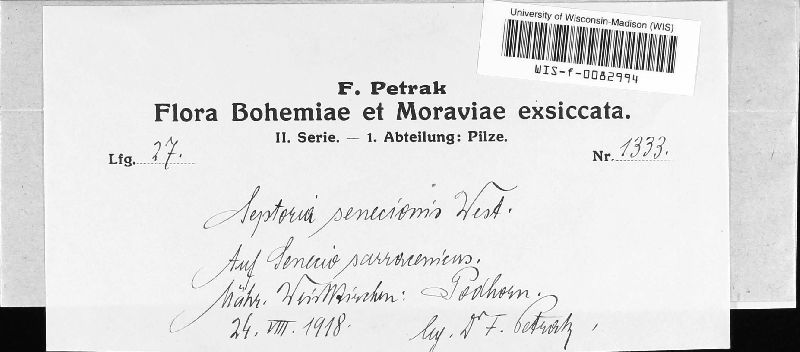 University of Wisconsin-Madison (WIS)
WIS-f-0082994
F. Petrak
Flora Bohemiae et Moraviae exsiccata.
II. Serie. — 1. Abteilung: Pilze.
Lfg. 27. Nr. 1333.
Septoria senecionis West.
Auf Senecio sarracenicus.
Mähr. Weisskirchen: Podhorn.
24. VIII. 1918. leg. Dr F. Petrak